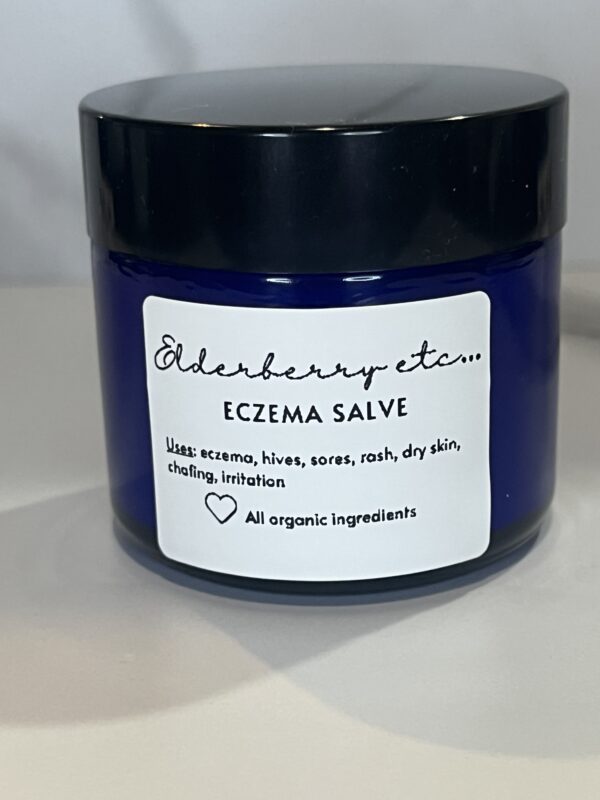 Elderberry etc...
ECZEMA SALVE
Uses: eczema, hives, sores, rash, dry skin,
chafing, irritation
All organic ingredients